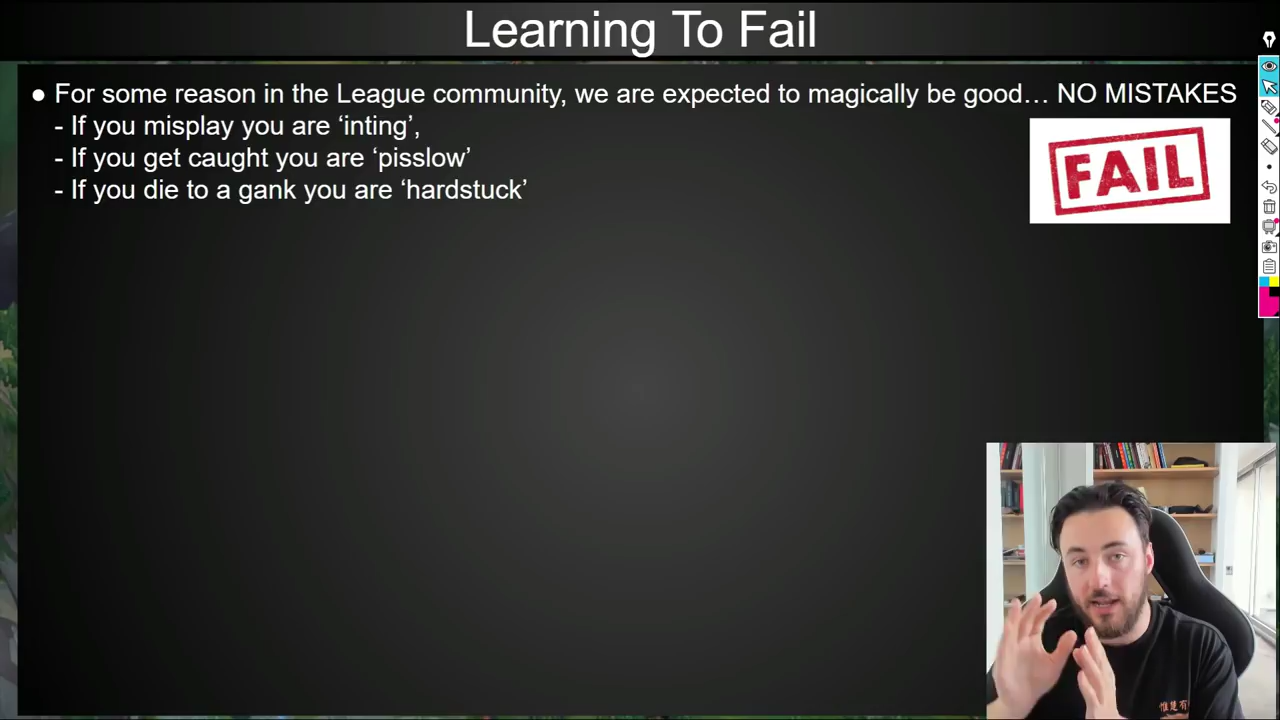 Learning To Fail
● For some reason in the League community, we are expected to magically be good… NO MISTAKES
- If you misplay you are ‘inting’,
- If you get caught you are ‘pisslow’
- If you die to a gank you are ‘hardstuck’
FAIL